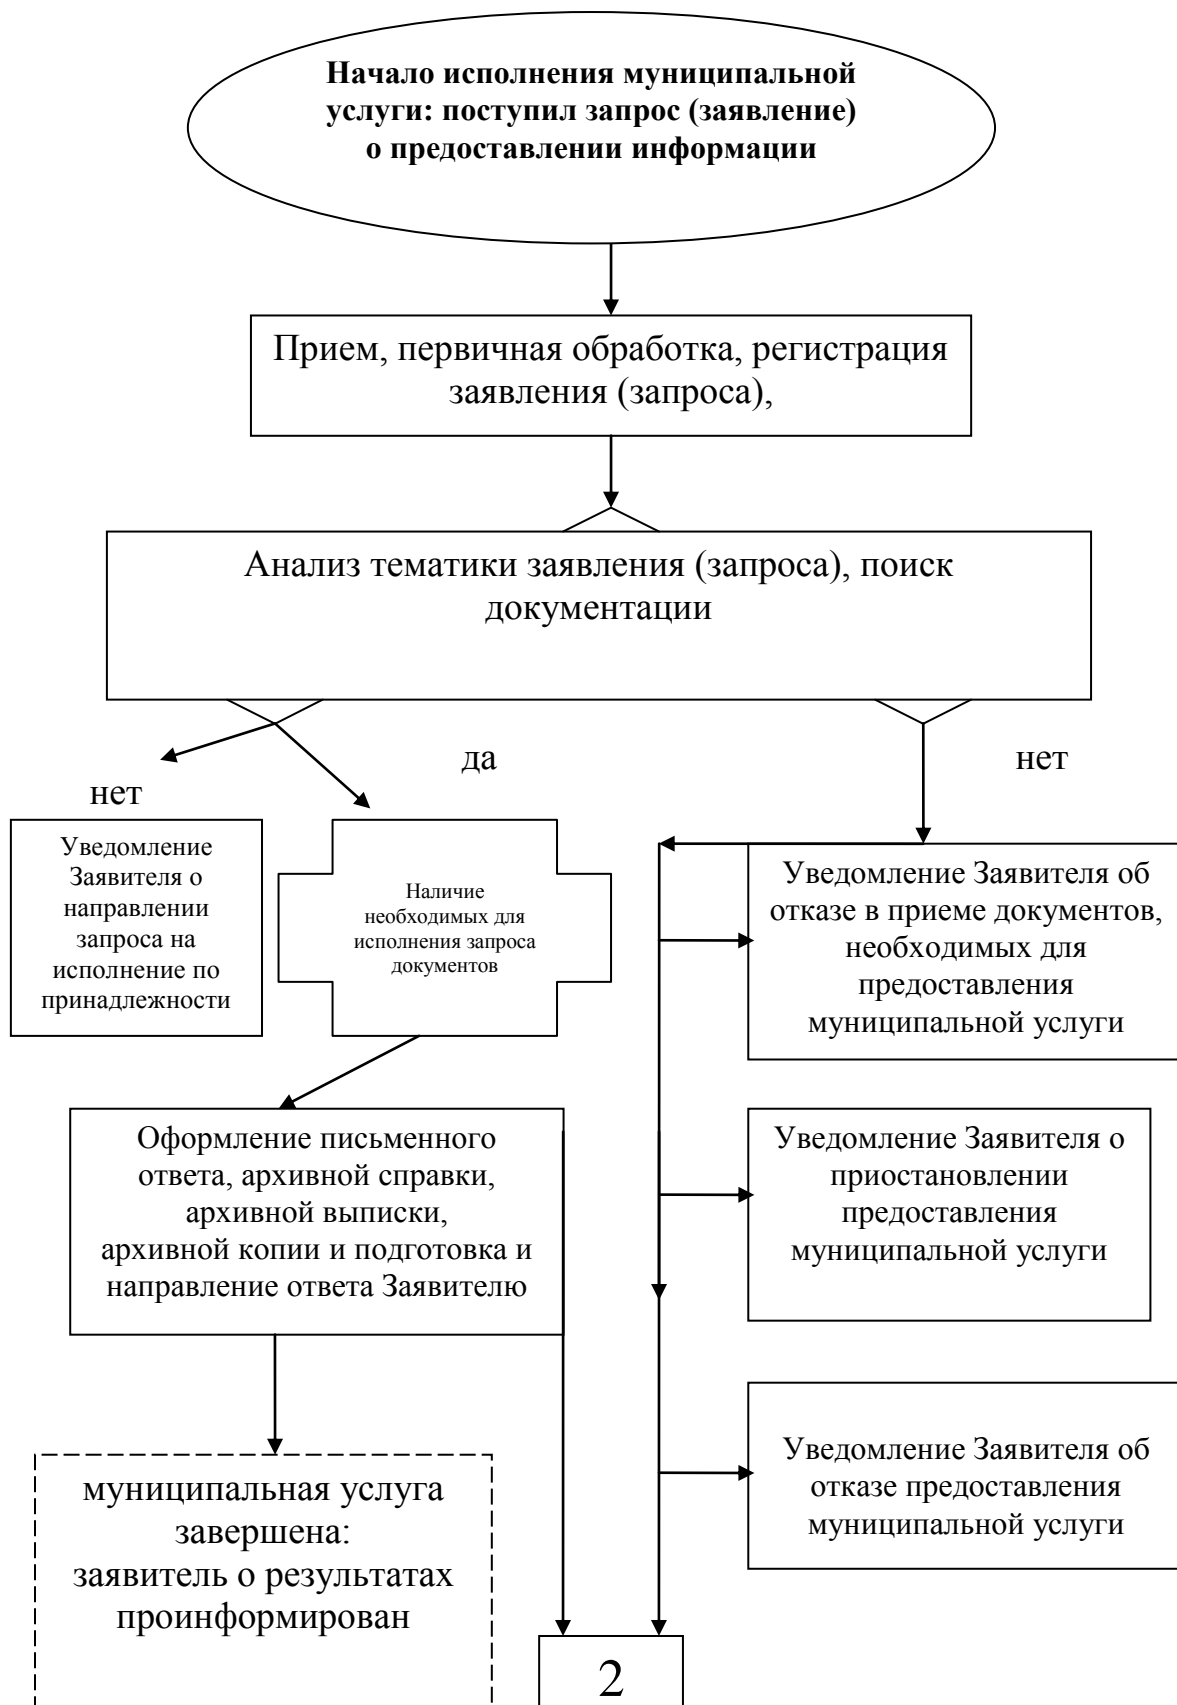 Начало исполнения муниципальной
услуги: поступил запрос (заявление)
о предоставлении информации
Прием, первичная обработка, регистрация
заявления (запроса),
Анализ тематики заявления (запроса), поиск
документации
да
нет
нет
Уведомление
Заявителя о
направлении
запроса на
исполнение по
принадлежности
Наличие
необходимых для
исполнения запроса
документов
Уведомление Заявителя об
отказе в приеме документов,
необходимых для
предоставления
муниципальной услуги
Оформление письменного
ответа, архивной справки,
архивной выписки,
архивной копии и подготовка и
направление ответа Заявителю
Уведомление Заявителя о
приостановлении
предоставления
муниципальной услуги
Уведомление Заявителя об
отказе предоставления
муниципальной услуги
муниципальная услуга
завершена:
заявитель о результатах
проинформирован
2